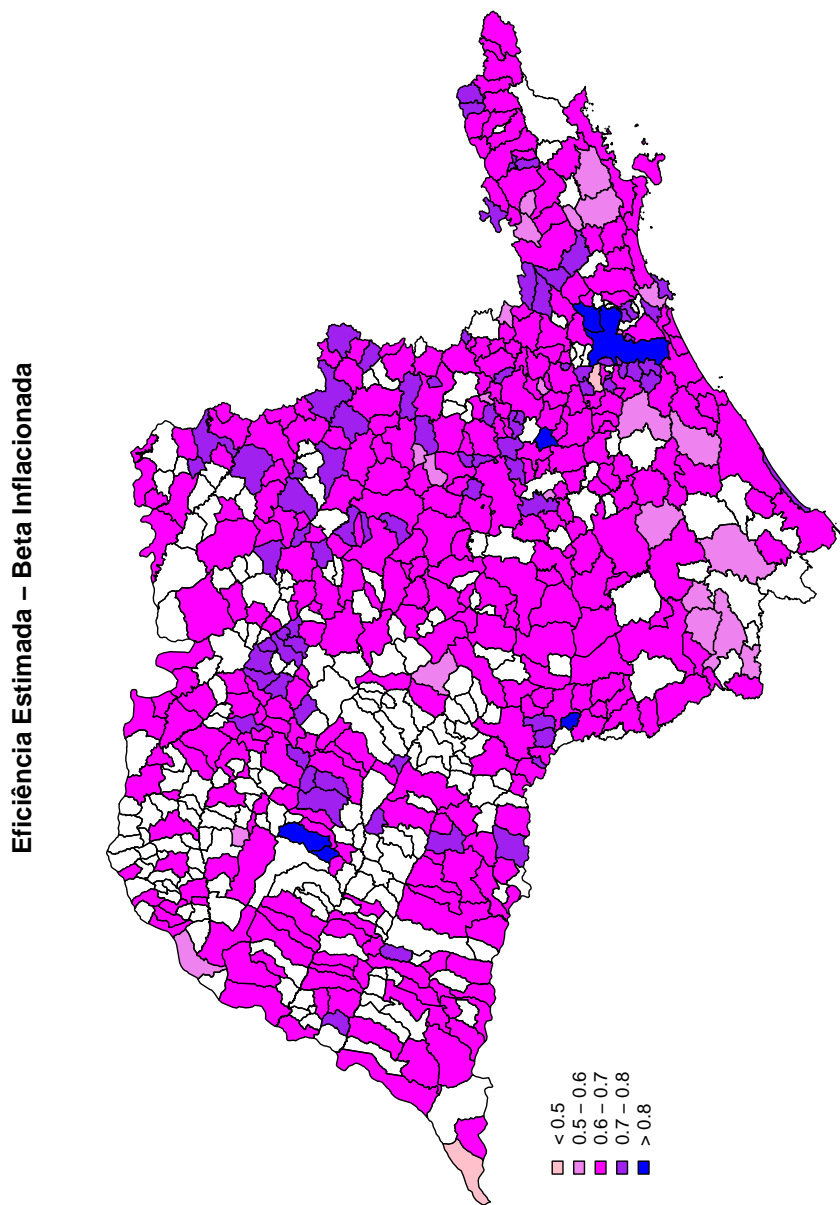 Eficiência Estimada – Beta Inflacionada
< 0.5
0.5 – 0.6
0.6 – 0.7
0.7 – 0.8
> 0.8